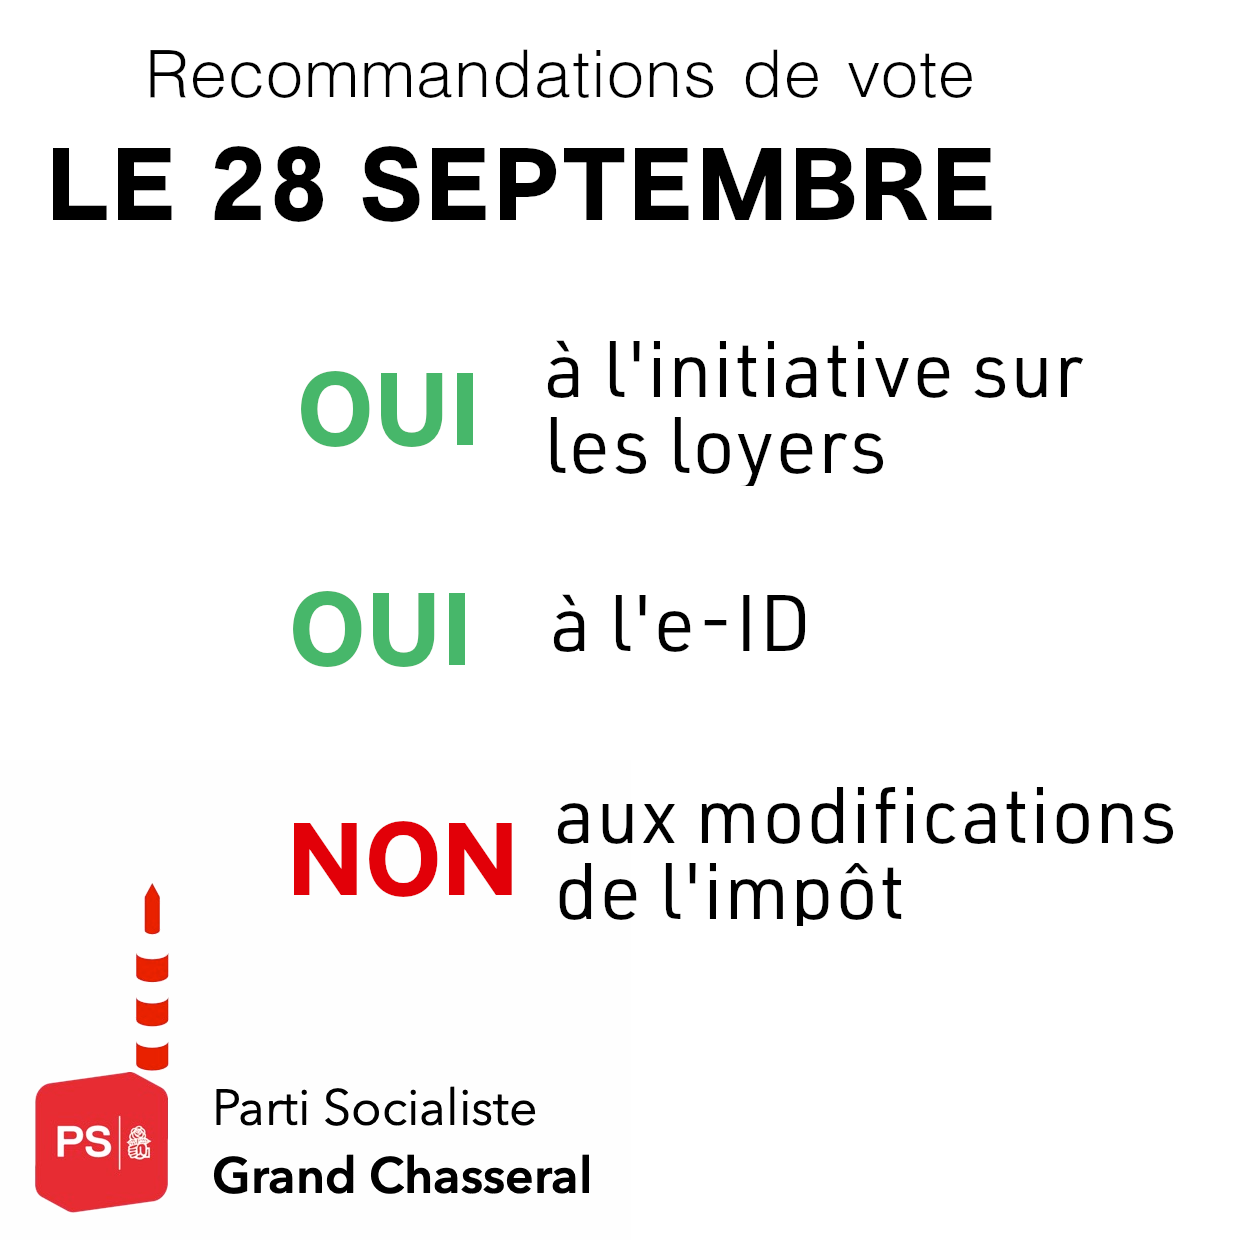 Recommandations de vote
LE 28 SEPTEMBRE
OUI à l'initiative sur
les loyers
OUI à l'e-ID
NON aux modifications
de l'impôt
PS
Parti Socialiste
Grand Chasseral